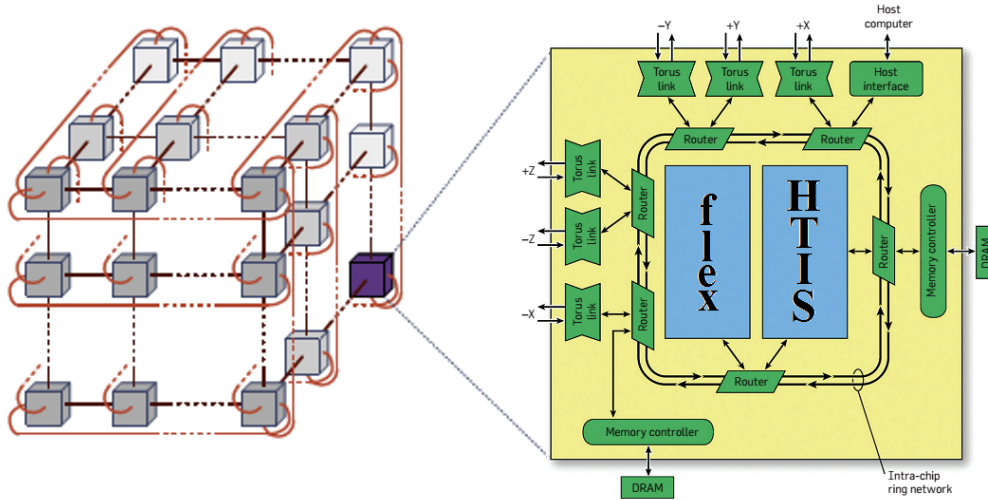 Host
computer
−Y
+Y
+X
Torus
link
Torus
link
Torus
link
Host
interface
Router
Router
+Z
Torus
link
Router
−Z
Torus
link
flex
HTIS
Router
Memory controller
DRAM
−X
Torus
link
Router
Router
Memory controller
Intra-chip
ring network
DRAM